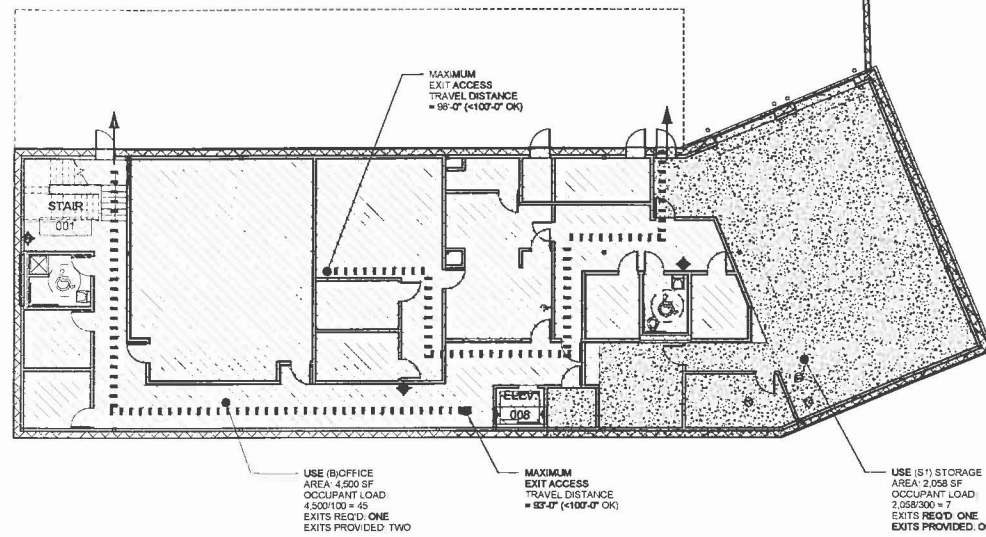 MAXIMUM
EXIT ACCESS
TRAVEL DISTANCE
= 98'-0" (<100'-0" OK)
STAIR
001
ELEV.
008
USE (B)OFFICE
AREA: 4,500 SF
OCCUPANT LOAD:
4,500/100 = 45
EXITS REQ'D: ONE
EXITS PROVIDED: TWO
MAXIMUM
EXIT ACCESS
TRAVEL DISTANCE
= 93'-0" (<100'-0" OK)
USE (S1) STORAGE
AREA: 2,058 SF
OCCUPANT LOAD:
2,058/300 = 7
EXITS REQ'D: ONE
EXITS PROVIDED: